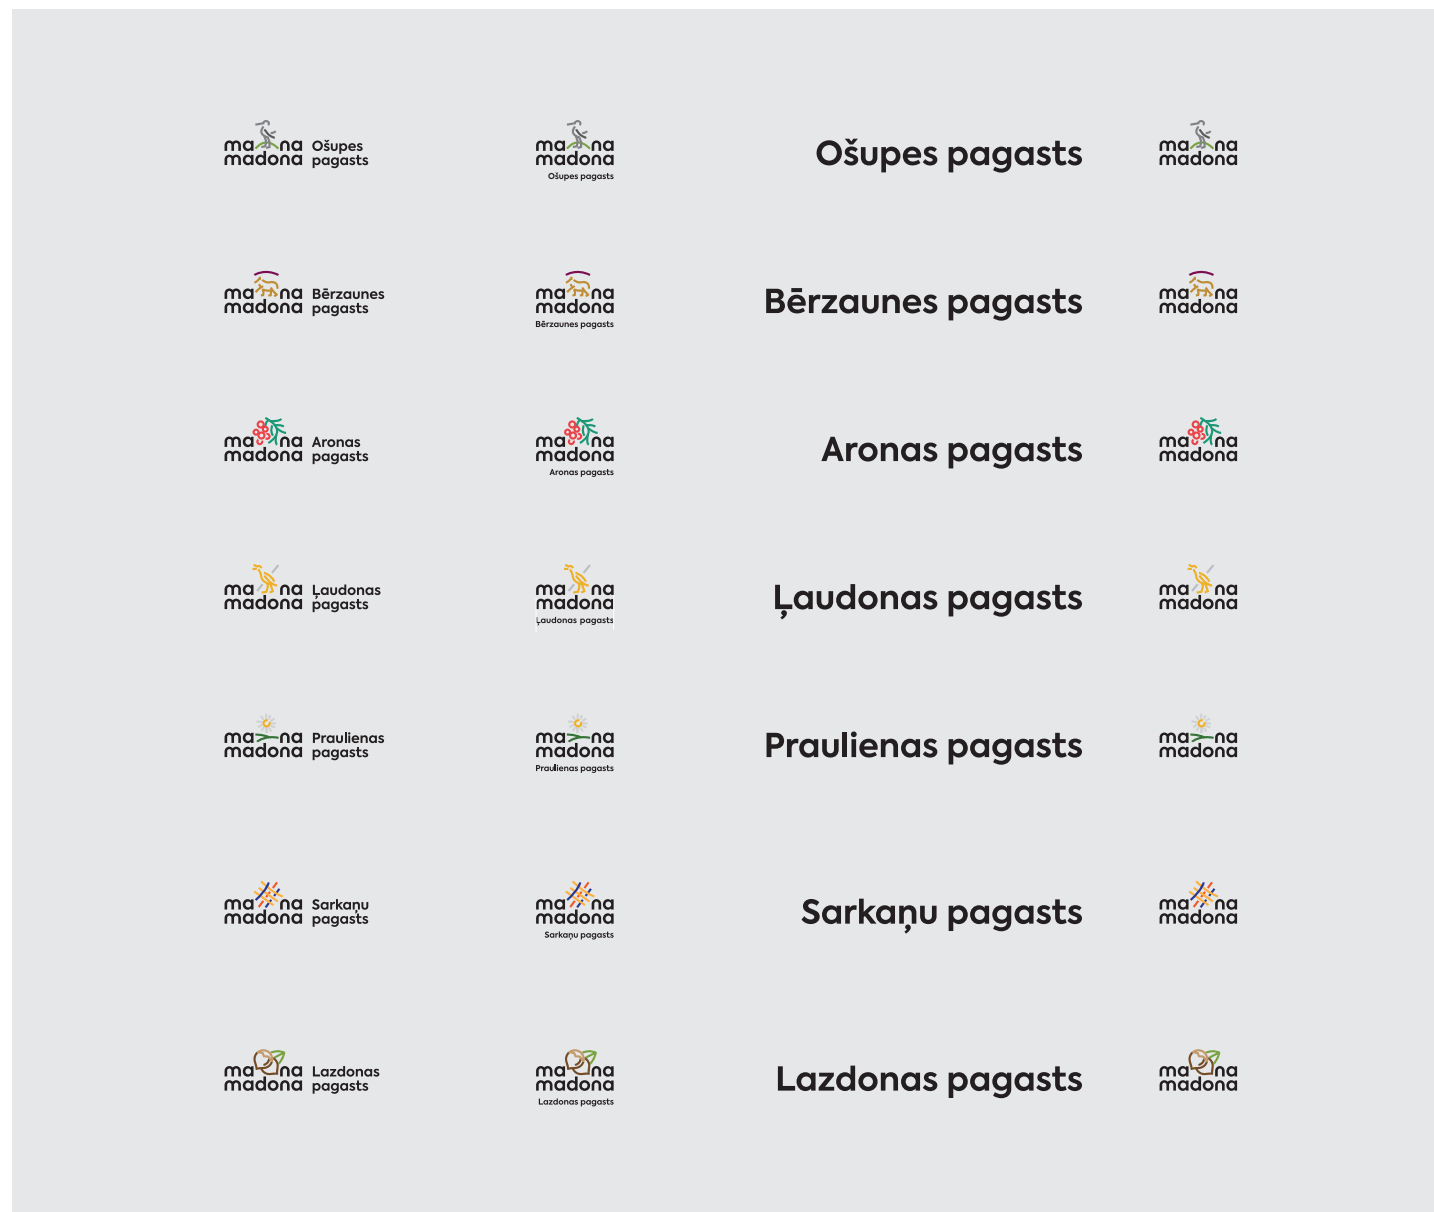 ma na
madona
Ošupes
pagasts
ma na
madona
Ošupes pagasts
Ošupes pagasts
ma na
madona
ma na
madona
Bērzaunes
pagasts
ma na
madona
Bērzaunes pagasts
Bērzaunes pagasts
ma na
madona
ma na
madona
Aronas
pagasts
ma na
madona
Aronas pagasts
Aronas pagasts
ma na
madona
ma na
madona
Ļaudonas
pagasts
ma na
madona
Ļaudonas pagasts
Ļaudonas pagasts
ma na
madona
ma na
madona
Praulienas
pagasts
ma na
madona
Praulienas pagasts
Praulienas pagasts
ma na
madona
ma na
madona
Sarkaņu
pagasts
ma na
madona
Sarkaņu pagasts
Sarkaņu pagasts
ma na
madona
ma na
madona
Lazdonas
pagasts
ma na
madona
Lazdonas pagasts
Lazdonas pagasts
ma na
madona